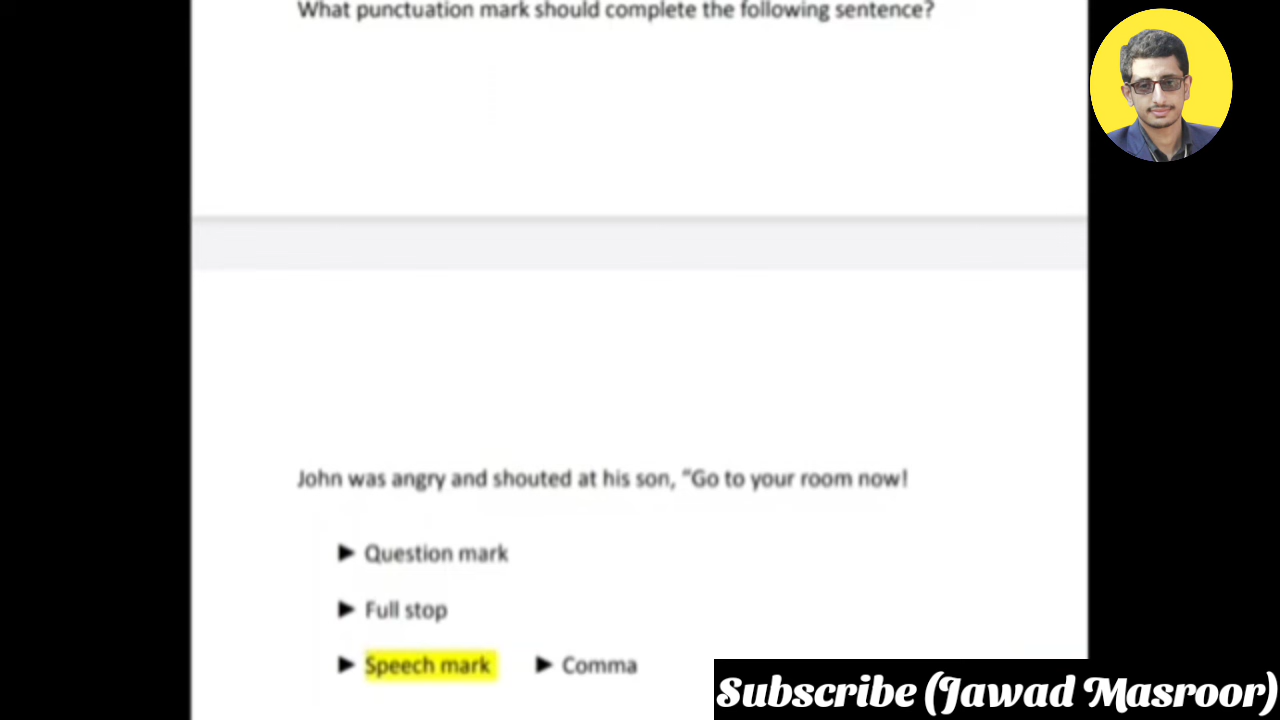 What punctuation mark should complete the following sentence?
John was angry and shouted at his son, “Go to your room now!
► Question mark
► Full stop
► Speech mark ► Comma
Subscribe (Jawad Masroor)